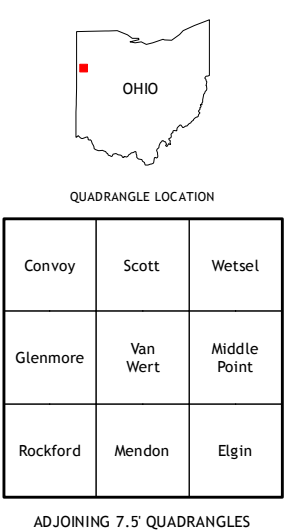 OHIO
QUADRANGLE LOCATION
Convoy
Scott
Wetsel
Glenmore
Van
Wert
Middle
Point
Rockford
Mendon
Elgin
ADJOINING 7.5' QUADRANGLES